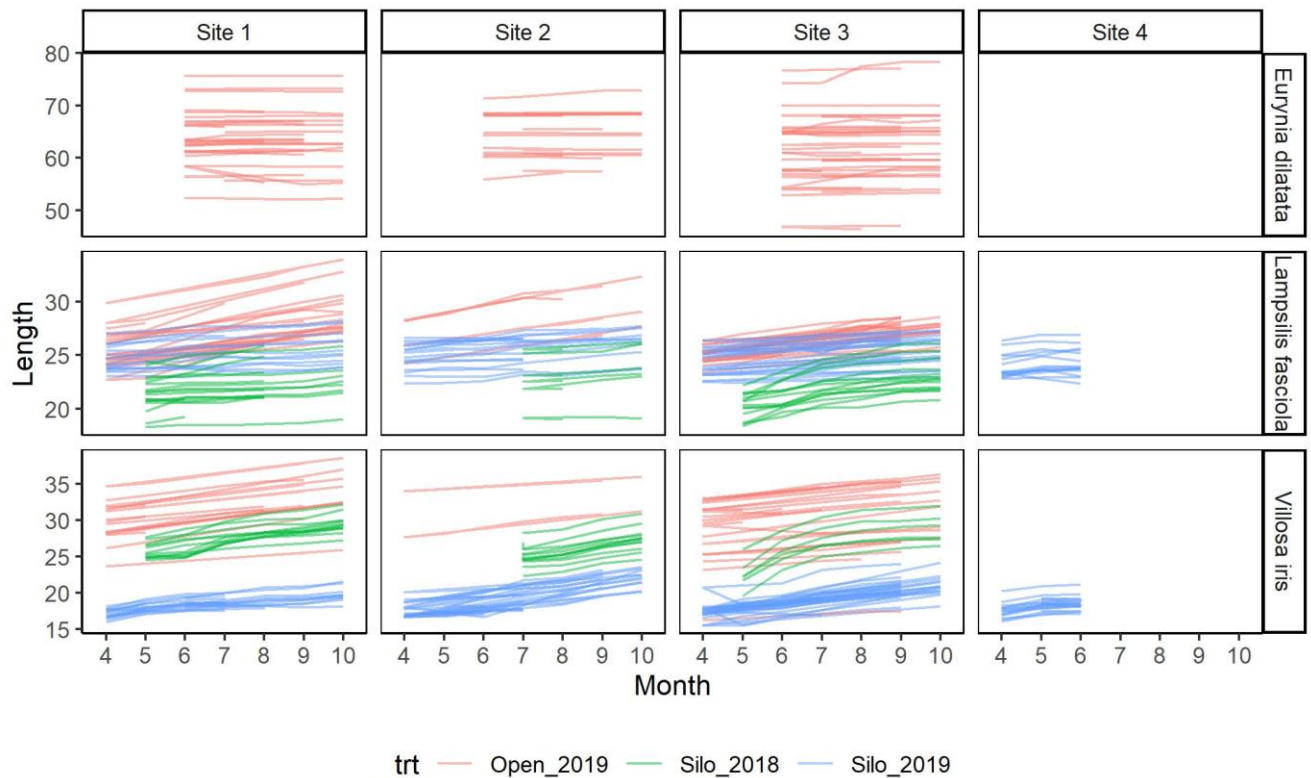 Site 1 Site 2 Site 3 Site 4
80
70
60
50
Eurynia dilatata
Length
30
25
20
Lampsilis fasciola
35
30
25
20
15
Villosa iris
4 5 6 7 8 9 10 4 5 6 7 8 9 10 4 5 6 7 8 9 10 4 5 6 7 8 9 10
Month
trt Open_2019 Silo_2018 Silo_2019